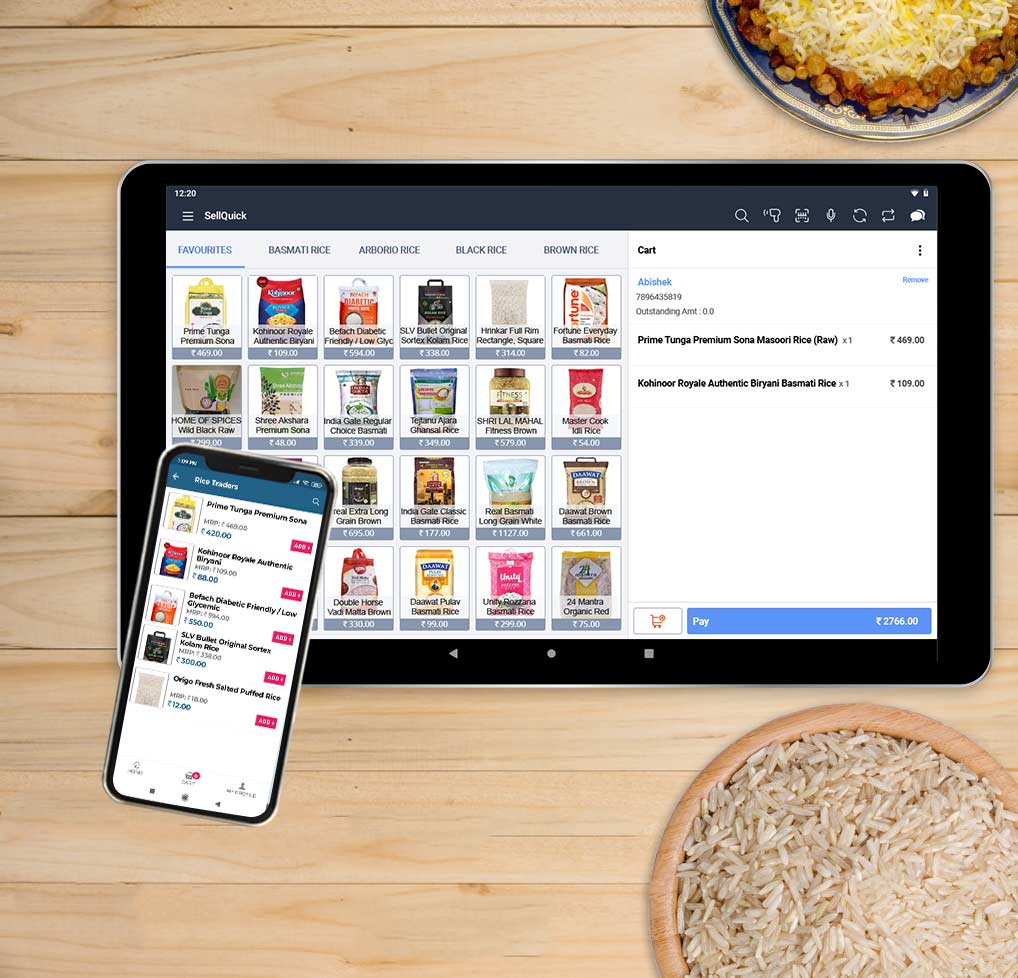 12:20
SellQuick
FAVOURITES
BASMATI RICE
ARBORIO RICE
BLACK RICE
BROWN RICE
Prime Tunga
Premium Sona
₹ 469.00
Kohinoor
Kohinoor Royale
Authentic Biryani
₹ 109.00
BEFACH
DIABETIC
Befach Diabetic
Friendly / Low Glyc
₹ 594.00
SLV Bullet Original
Sortex Kolam Rice
₹ 338.00
Hrinkar Full Rim
Rectangle, Square
₹ 314.00
fortune
Fortune Everyday
Basmati Rice
₹ 82.00
HOME OF SPICES
Wild Black Raw
₹ 299.00
Shree Akshara
Premium Sona
₹ 48.00
India Gate Regular
Choice Basmati
₹ 339.00
Tejtanu Ajara
Ghansal Rice
₹ 349.00
FITNESS
SHRI LAL MAHAL
Fitness Brown
₹ 579.00
Master Cook
Idli Rice
₹ 54.00
real Extra Long
Grain Brown
₹ 695.00
India Gate Classic
Basmati Rice
₹ 177.00
Real Basmati
Long Grain White
₹ 1127.00
DAAWAT
BROWN
Daawat Brown
Basmati Rice
₹ 661.00
Double Horse
Vadi Matta Brown
₹ 330.00
DAAWAT
Daawat Pulav
Basmati Rice
₹ 99.00
Unity
Unity Rozzana
Basmati Rice
₹ 299.00
24
24 Mantra
Organic Red
₹ 75.00
Cart
Abishek
Remove
7896435819
Outstanding Amt : 0.0
Prime Tunga Premium Sona Masoori Rice (Raw) x 1
₹ 469.00
Kohinoor Royale Authentic Biryani Basmati Rice x 1
₹ 109.00
Pay
₹ 2766.00
1:09 PM
Rice Traders
Prime Tunga Premium Sona
MRP: ₹ 469.00
₹ 420.00
ADD +
Kohinoor Royale Authentic
Biryani
MRP: ₹ 109.00
₹ 88.00
ADD +
Befach Diabetic Friendly / Low
Glycemic
MRP: ₹ 594.00
₹ 550.00
ADD +
SLV Bullet Original Sortex
Kolam Rice
MRP: ₹ 338.00
₹ 300.00
ADD +
Origo Fresh Salted Puffed Rice
MRP: ₹ 18.00
₹ 12.00
ADD +
HOME
CART
MY PROFILE